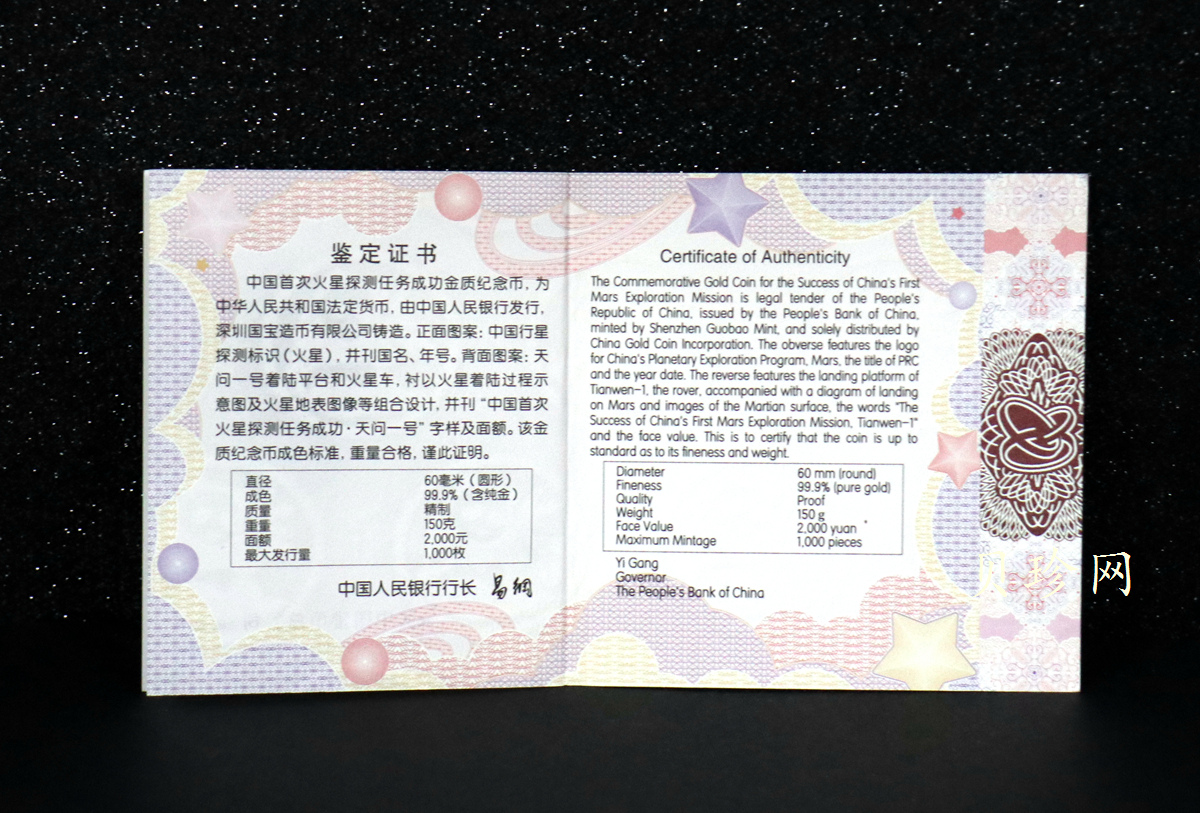 鉴定证书
中国首次火星探测任务成功金质纪念币，为
中华人民共和国法定货币，由中国人民银行发行，
深圳国宝造币有限公司铸造。正面图案：中国行星
探测标识（火星），并刊国名、年号。背面图案：天
问一号着陆平台和火星车，衬以火星着陆过程示
意图及火星地表图像等组合设计，并刊“中国首次
火星探测任务成功·天问一号”字样及面额。该金
质纪念币成色标准，重量合格，谨此证明。
直径 60毫米（圆形）
成色 99.9%（含纯金）
质量 精制
重量 150克
面额 2,000元
最大发行量 1,000枚
中国人民银行行长 易纲
Certificate of Authenticity
The Commemorative Gold Coin for the Success of China's First
Mars Exploration Mission is legal tender of the People's
Republic of China, issued by the People's Bank of China,
minted by Shenzhen Guobao Mint, and solely distributed by
China Gold Coin Incorporation. The obverse features the logo
for China's Planetary Exploration Program, Mars, the title of PRC
and the year date. The reverse features the landing platform of
Tianwen-1, the rover, accompanied with a diagram of landing
on Mars and images of the Martian surface, the words "The
Success of China's First Mars Exploration Mission, Tianwen-1"
and the face value. This is to certify that the coin is up to
standard as to its fineness and weight.
Diameter 60 mm (round)
Fineness 99.9% (pure gold)
Quality Proof
Weight 150 g
Face Value 2,000 yuan
Maximum Mintage 1,000 pieces
Yi Gang
Governor
The People's Bank of China
网